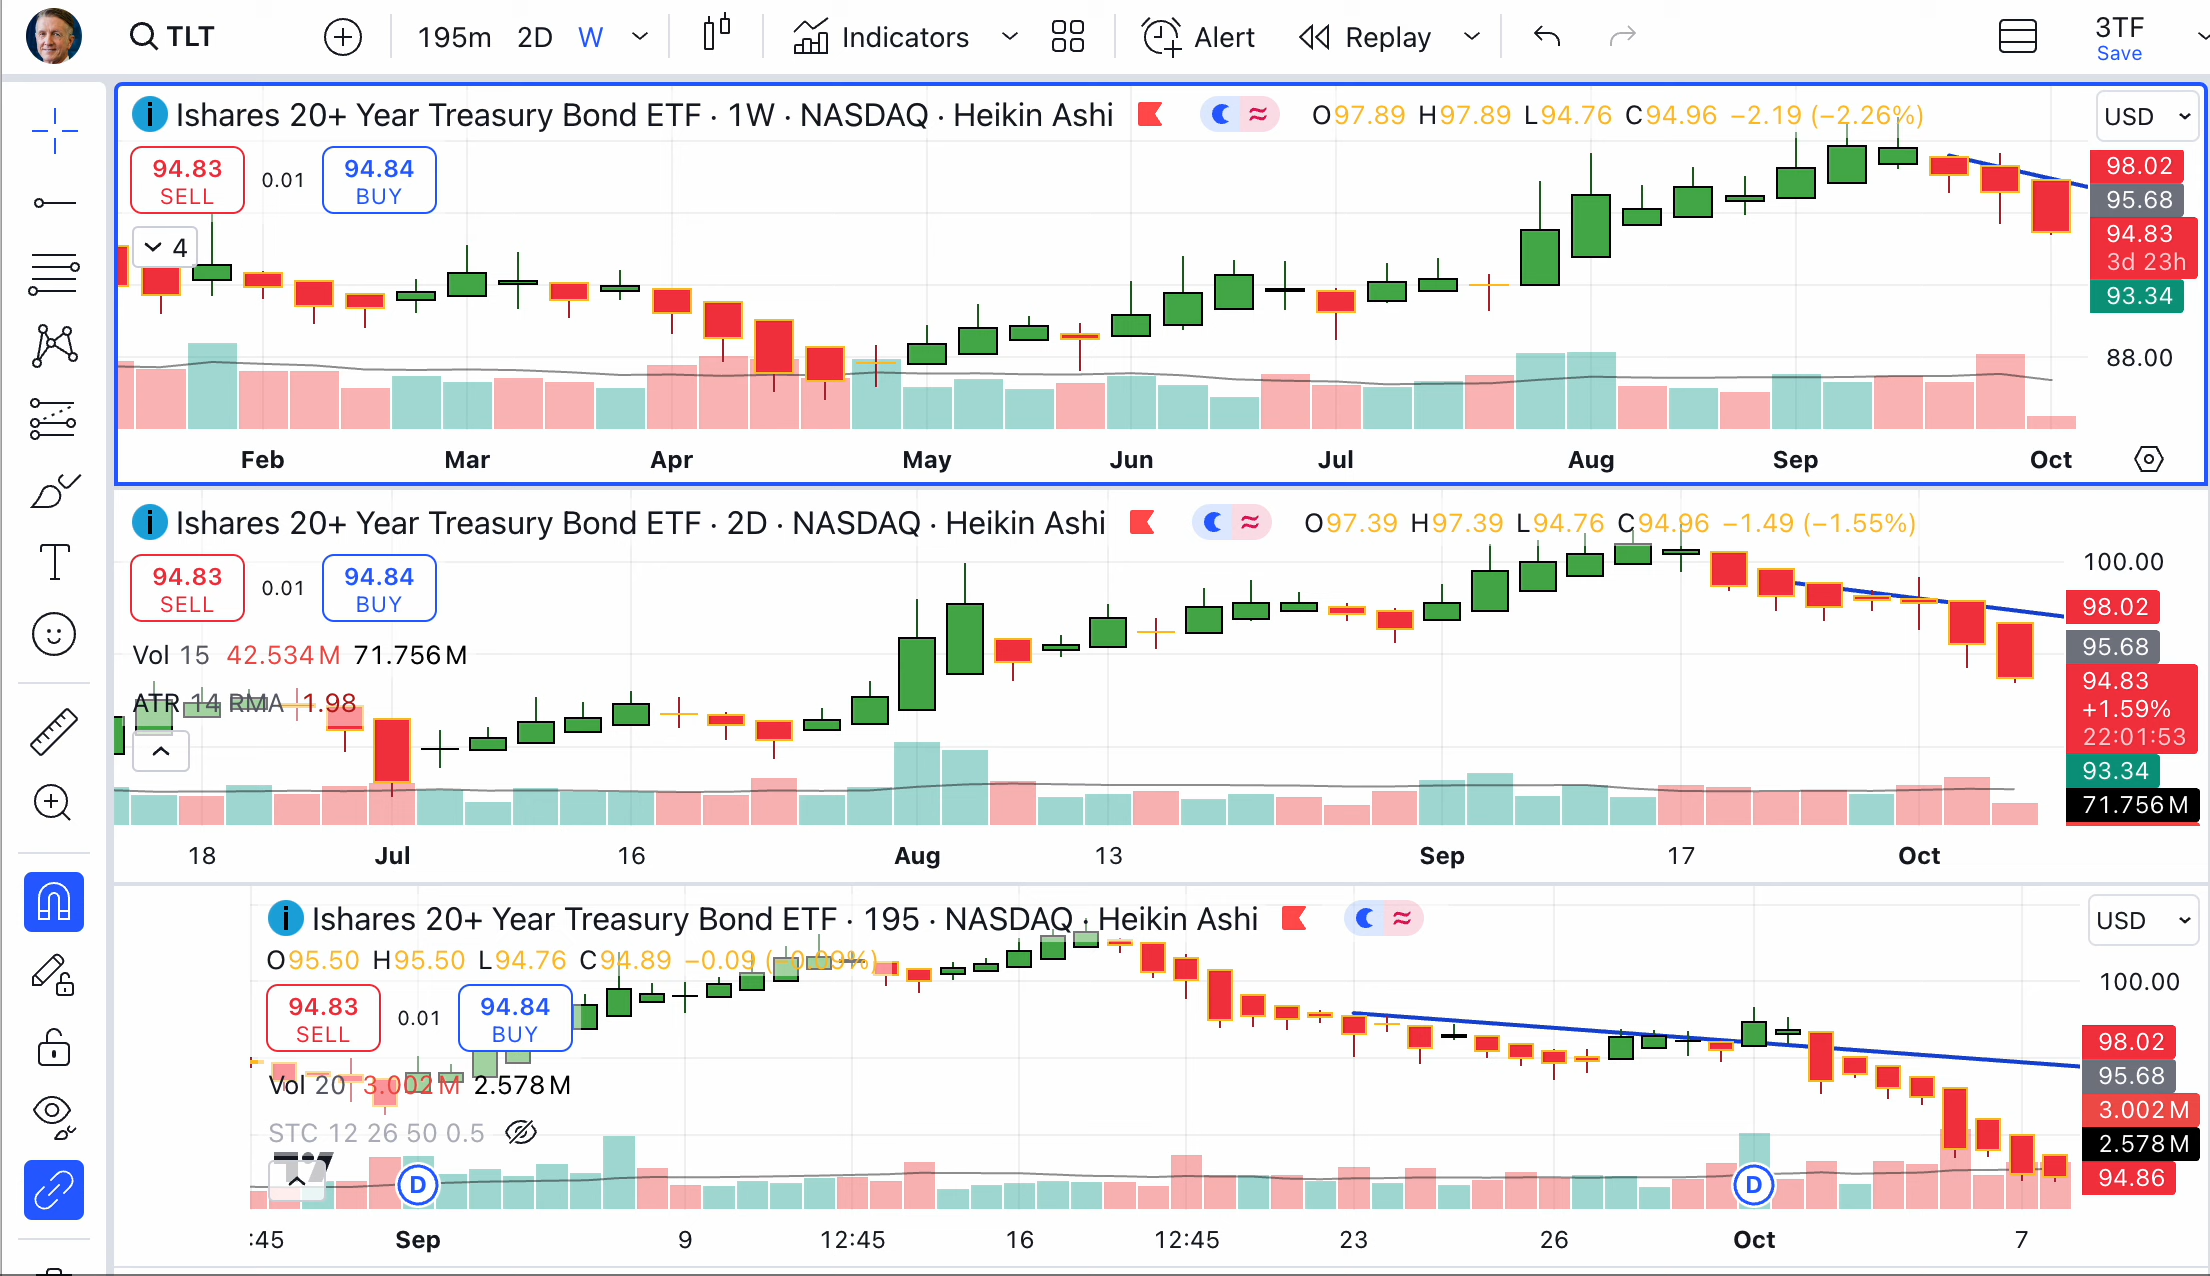 TLT 195m 2D W Indicators Alert Replay 3TF
Save
Ishares 20+ Year Treasury Bond ETF · 1W · NASDAQ · Heikin Ashi O97.89 H97.89 L94.76 C94.96 −2.19 (−2.26%) USD
94.83 0.01 94.84
SELL BUY
4
98.02
95.68
94.83
3d 23h
93.34
88.00
Feb Mar Apr May Jun Jul Aug Sep Oct
Ishares 20+ Year Treasury Bond ETF · 2D · NASDAQ · Heikin Ashi O97.39 H97.39 L94.76 C94.96 −1.49 (−1.55%)
94.83 0.01 94.84
SELL BUY
Vol 15 42.534M 71.756M
ATR 14 RMA 1.98
100.00
98.02
95.68
94.83
+1.59%
22:01:53
93.34
71.756M
18 Jul 16 Aug 13 Sep 17 Oct
Ishares 20+ Year Treasury Bond ETF · 195 · NASDAQ · Heikin Ashi USD
O95.50 H95.50 L94.76 C94.89 −0.09 (−0.09%)
94.83 0.01 94.84
SELL BUY
Vol 20 3.002M 2.578M
STC 12 26 50 0.5
D D
100.00
98.02
95.68
3.002M
2.578M
94.86
:45 Sep 9 12:45 16 12:45 23 26 Oct 7